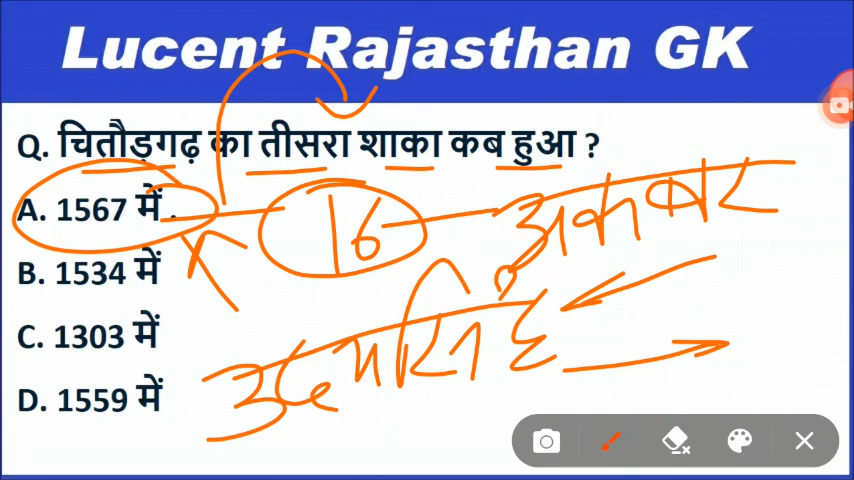 Lucent Rajasthan GK
Q. चितौड़गढ़ का तीसरा शाका कब हुआ ?
A. 1567 में .
16 अकबर
B. 1534 में
C. 1303 में
उदयसिंह
D. 1559 में